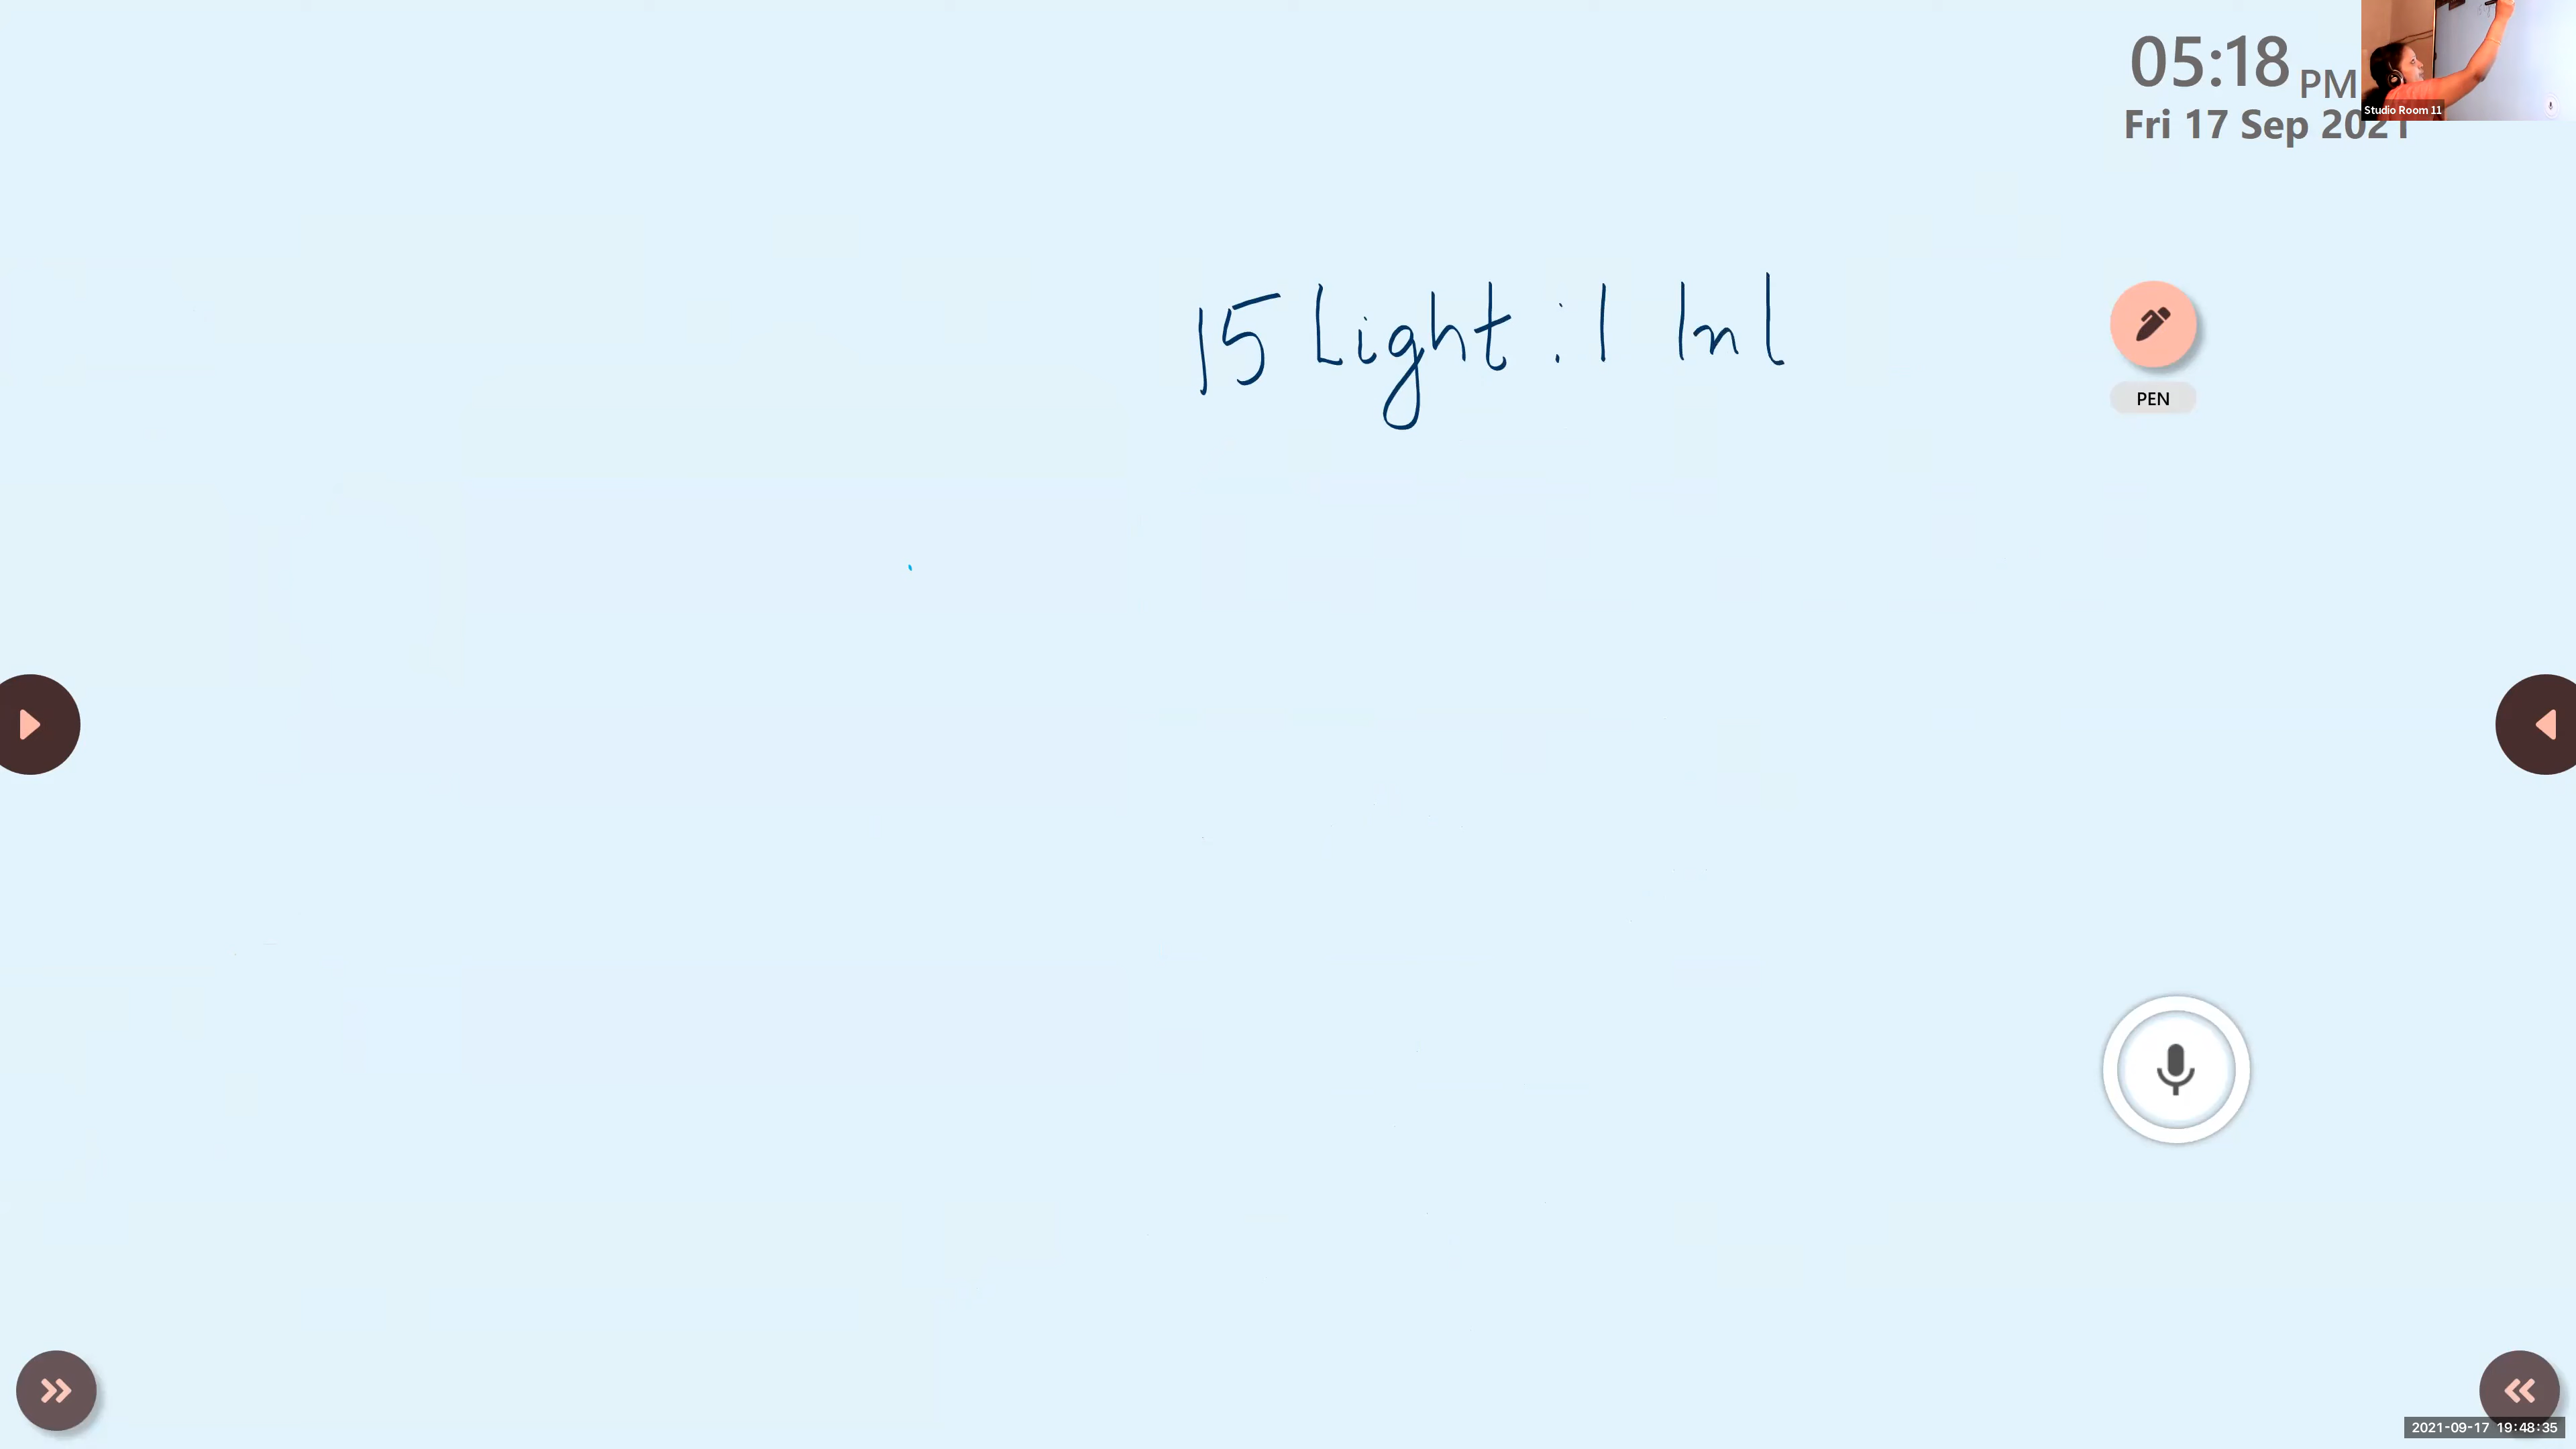 05:18 PM
Studio Room 11
Fri 17 Sep 2021
15 Light : 1 In l
PEN
2021-09-17 19:48:35